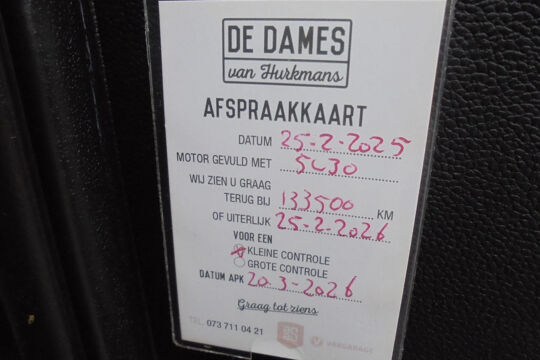 DE DAMES
van Hurkmans
AFSPRAAKKAART
DATUM 25-2-2025
MOTOR GEVULD MET 5W30
WIJ ZIEN U GRAAG
TERUG BIJ 133500 KM
OF UITERLIJK 25-2-2026
VOOR EEN
KLEINE CONTROLE
GROTE CONTROLE
DATUM APK 20-3-2026
Graag tot ziens
TEL. 073 711 04 21
VAKGARAGE